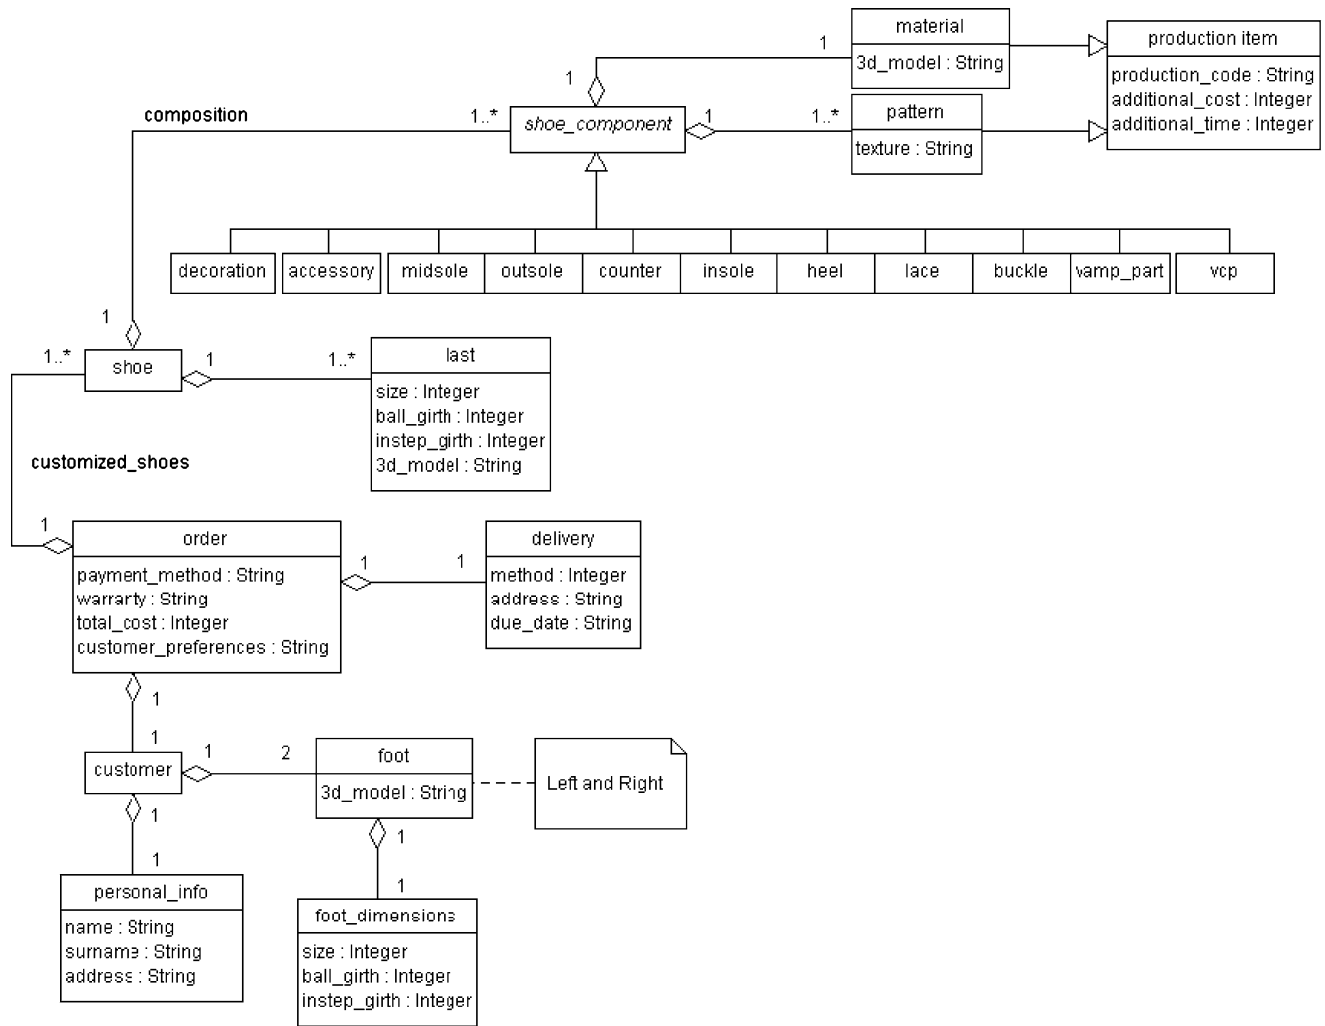 material
3d_model : String
production item
production_code : String
additional_cost : Integer
additional_time : Integer
1
1
composition
1..*
shoe_component
1
1..*
pattern
texture : String
decoration
accessory
midsole
outsole
counter
insole
heel
lace
buckle
vamp_part
vcp
1
1..*
shoe
1
1..*
last
size : Integer
ball_girth : Integer
instep_girth : Integer
3d_model : String
customized_shoes
1
order
payment_method : String
warranty : String
total_cost : Integer
customer_preferences : String
1
1
delivery
method : Integer
address : String
due_date : String
1
1
customer
1
2
foot
3d_model : String
Left and Right
1
1
personal_info
name : String
surname : String
address : String
1
1
foot_dimensions
size : Integer
ball_girth : Integer
instep_girth : Integer